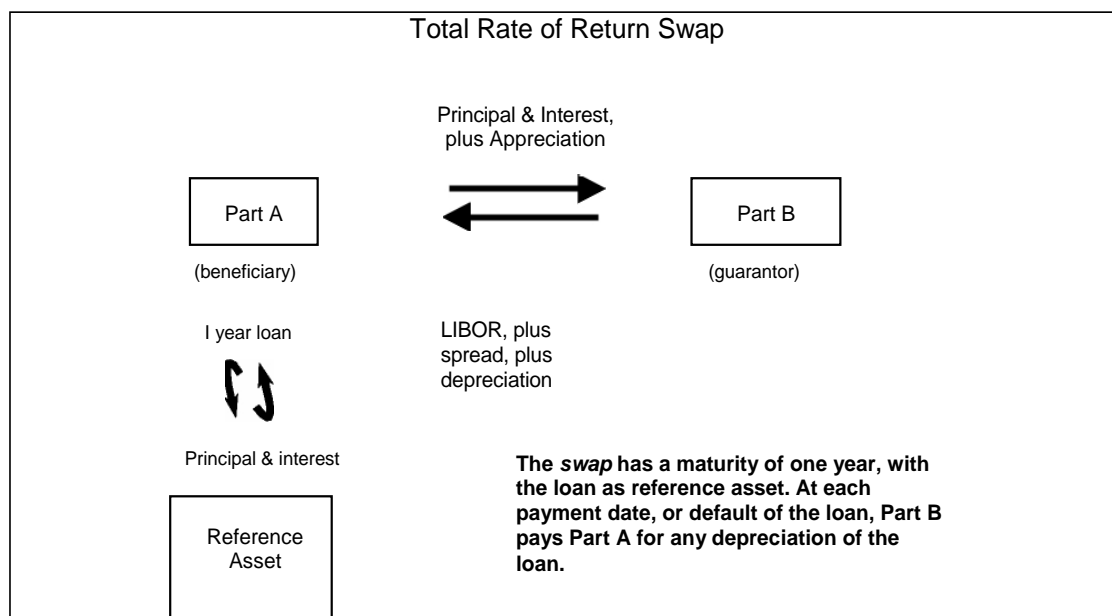 Total Rate of Return Swap
Principal & Interest,
plus Appreciation
Part A
Part B
(beneficiary)
(guarantor)
I year loan
LIBOR, plus
spread, plus
depreciation
Principal & interest
Reference
Asset
The swap has a maturity of one year, with
the loan as reference asset. At each
payment date, or default of the loan, Part B
pays Part A for any depreciation of the
loan.